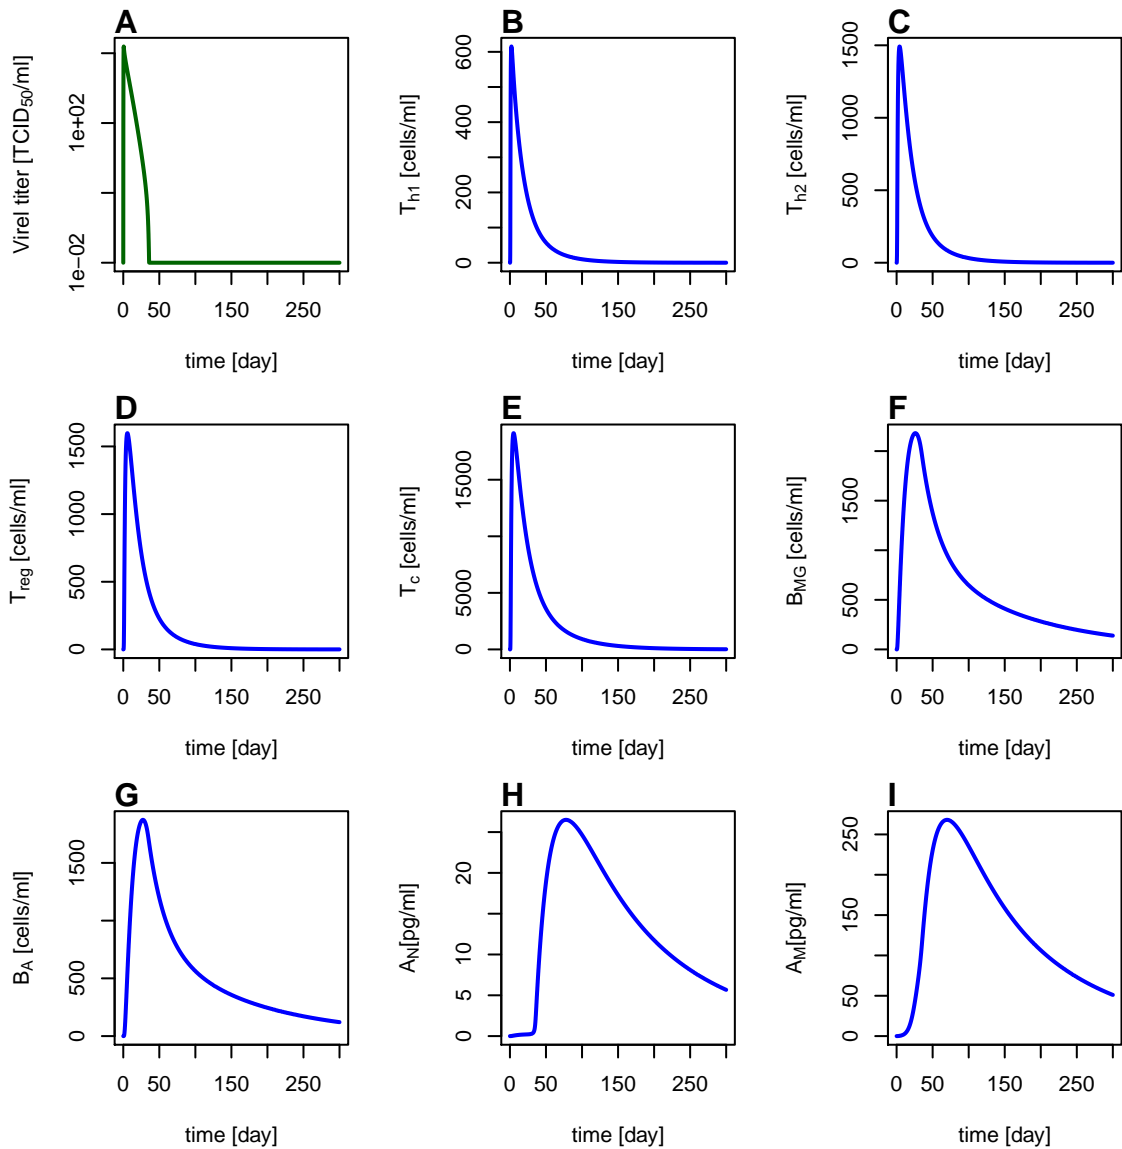 A
Virel titer [TCID50/ml]
1e+02
1e−02
0 50 150 250
time [day]
B
Th1 [cells/ml]
600
400
200
0
0 50 150 250
time [day]
C
Th2 [cells/ml]
1500
1000
500
0
0 50 150 250
time [day]
D
Treg [cells/ml]
1500
1000
500
0
0 50 150 250
time [day]
E
Tc [cells/ml]
15000
5000
0
0 50 150 250
time [day]
F
BMG [cells/ml]
1500
500
0
0 50 150 250
time [day]
G
BA [cells/ml]
1500
500
0
0 50 150 250
time [day]
H
AN[pg/ml]
20
10
5
0
0 50 150 250
time [day]
I
AM[pg/ml]
250
150
50
0
0 50 150 250
time [day]